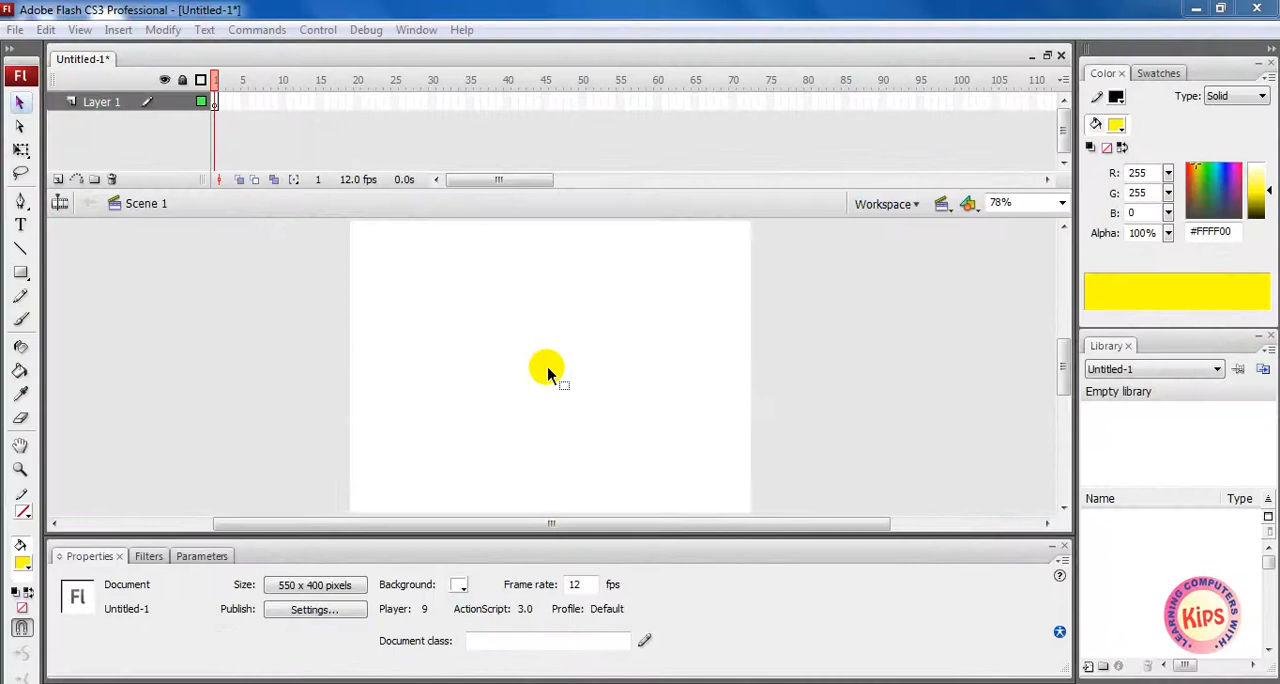 Fl Adobe Flash CS3 Professional - [Untitled-1*]
File Edit View Insert Modify Text Commands Control Debug Window Help
Untitled-1*
Fl
1 5 10 15 20 25 30 35 40 45 50 55 60 65 70 75 80 85 90 95 100 105 110
Layer 1
1 12.0 fps 0.0s
Scene 1
Workspace
78%
T
Color
Swatches
Type: Solid
R: 255
G: 255
B: 0
Alpha: 100%
#FFFF00
Library
Untitled-1
Empty library
Name Type
Properties Filters Parameters
Fl
Document
Untitled-1
Size: 550 x 400 pixels
Background:
Frame rate: 12 fps
Publish: Settings...
Player: 9 ActionScript: 3.0 Profile: Default
Document class:
LEARNING COMPUTERS WITH
Kips